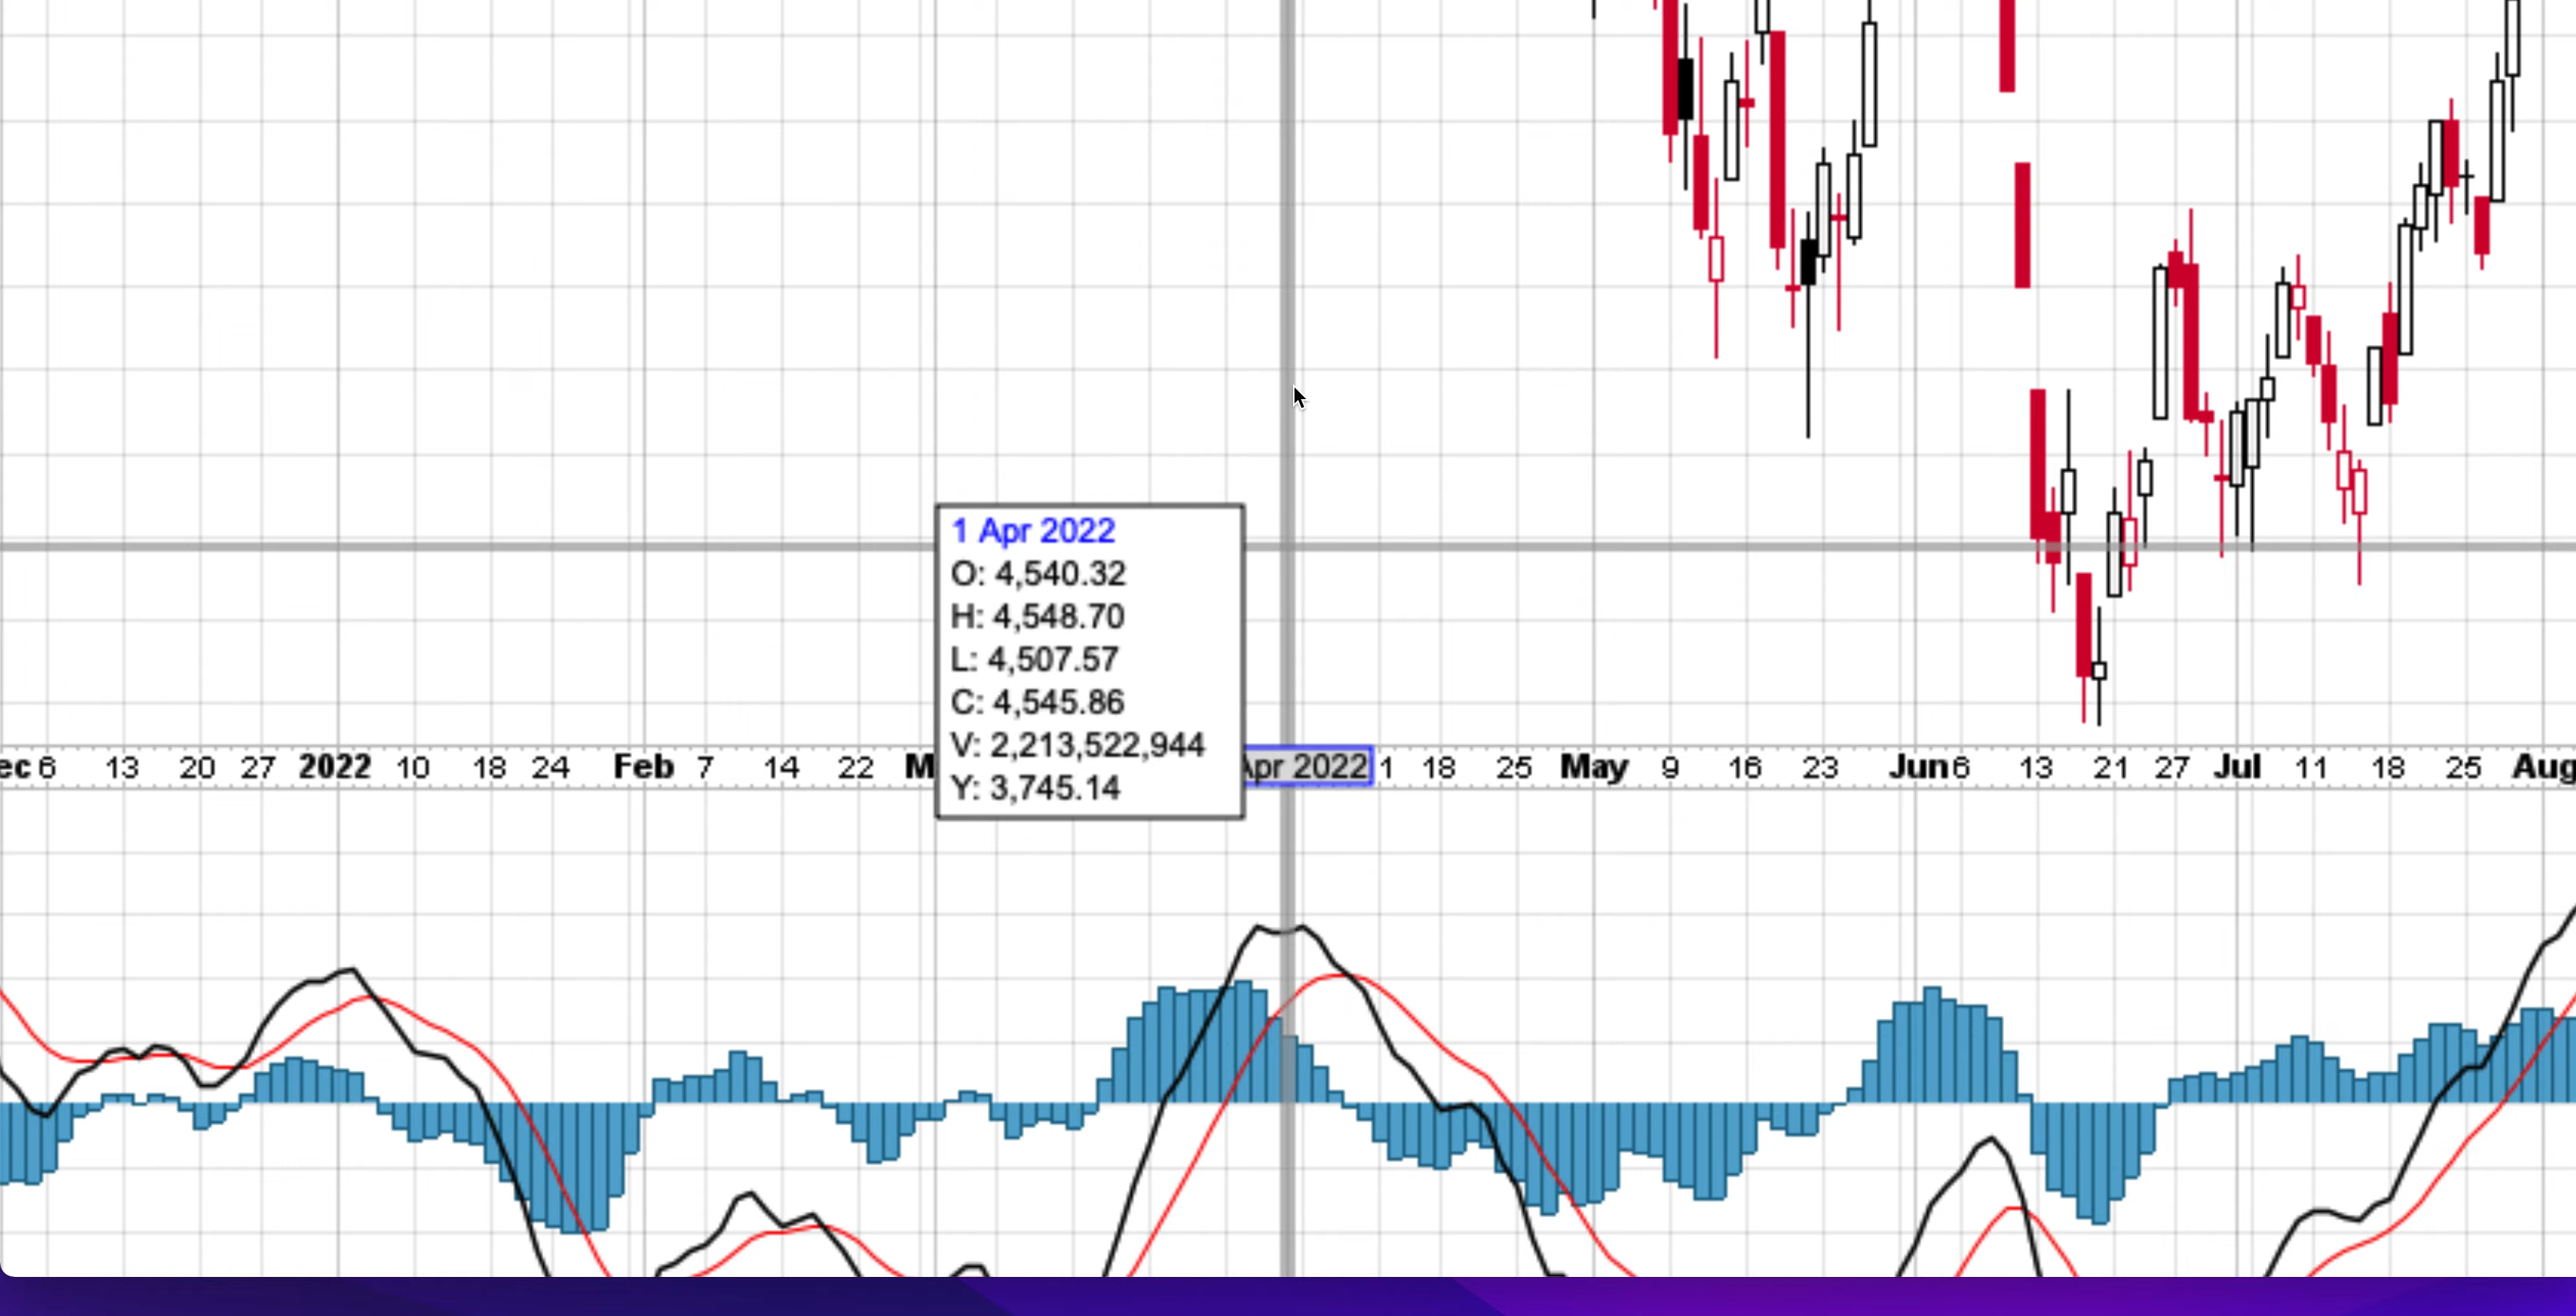 1 Apr 2022
O: 4,540.32
H: 4,548.70
L: 4,507.57
C: 4,545.86
V: 2,213,522,944
Y: 3,745.14
ec 6 13 20 27 2022 10 18 24 Feb 7 14 22 M Apr 2022 1 18 25 May 9 16 23 Jun 6 13 21 27 Jul 11 18 25 Aug